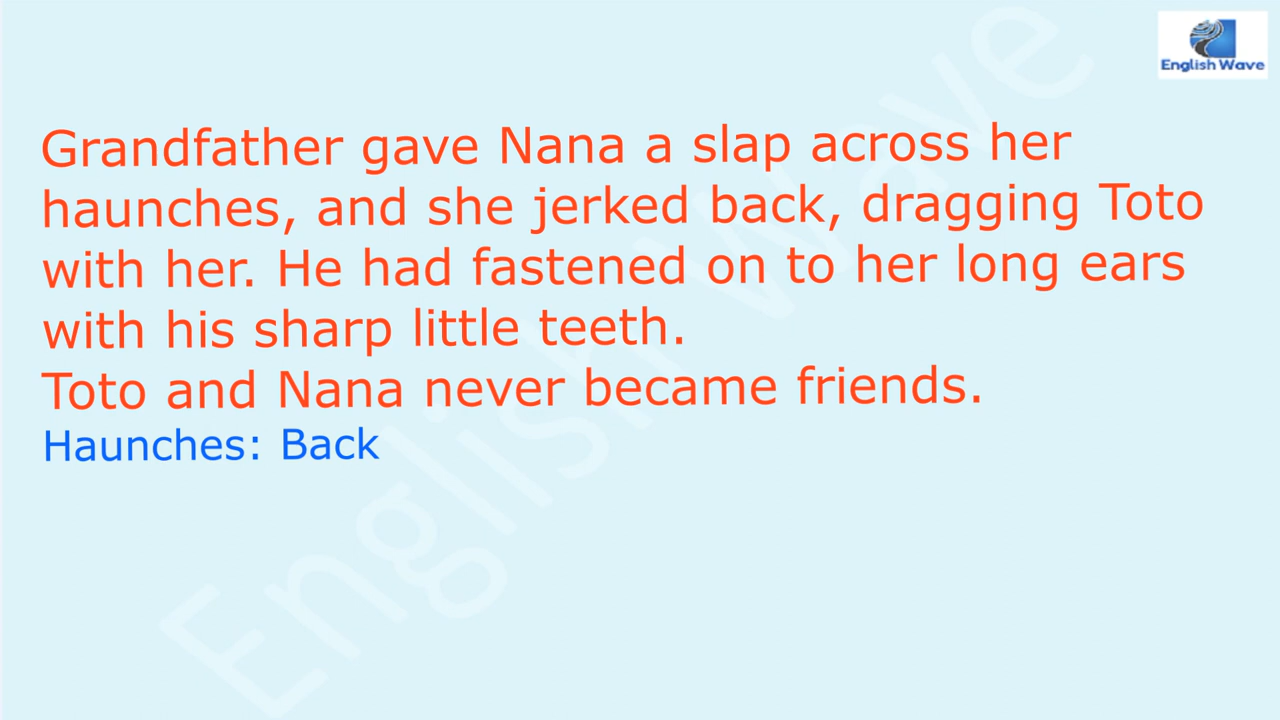 English Wave
Grandfather gave Nana a slap across her
haunches, and she jerked back, dragging Toto
with her. He had fastened on to her long ears
with his sharp little teeth.
Toto and Nana never became friends.
Haunches: Back
English Wave